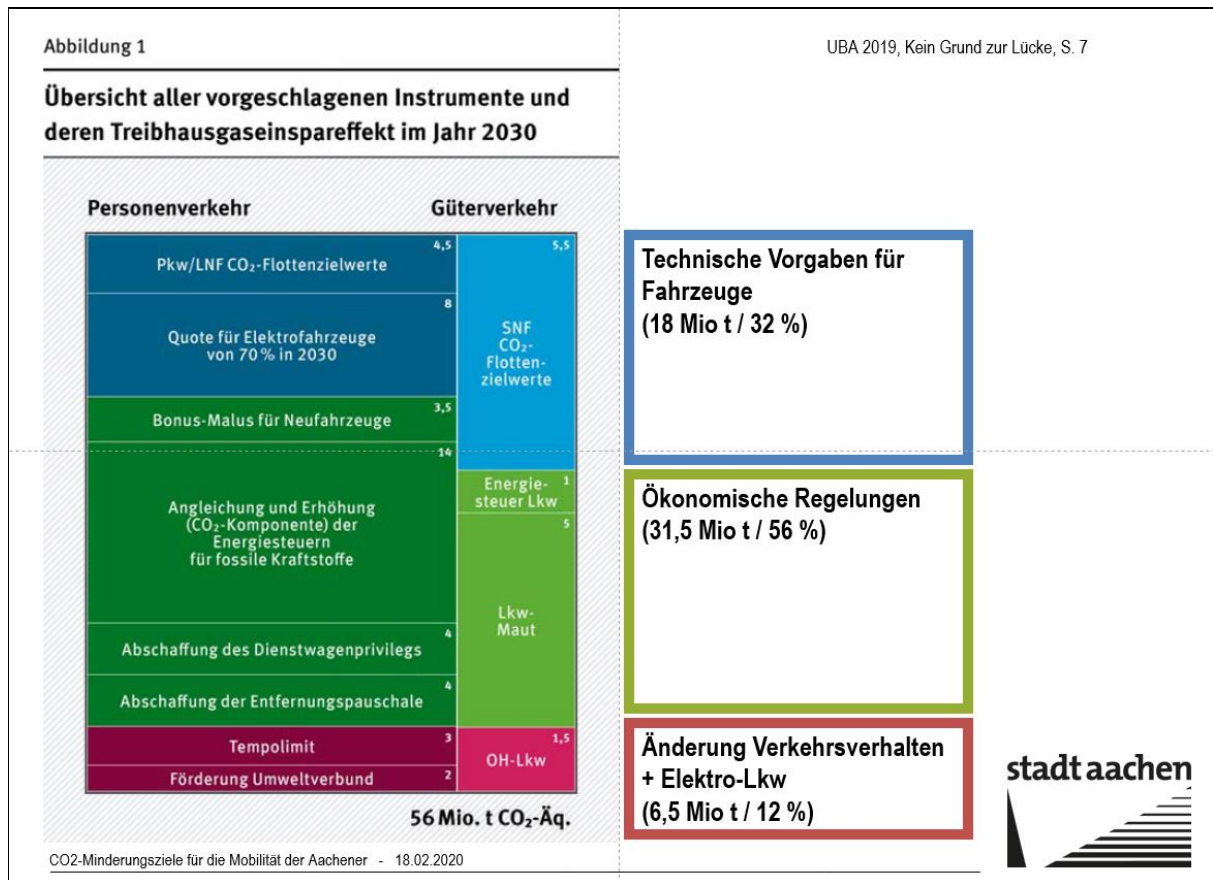 Abbildung 1
UBA 2019, Kein Grund zur Lücke, S. 7
Übersicht aller vorgeschlagenen Instrumente und
deren Treibhausgaseinspareffekt im Jahr 2030
Personenverkehr
Güterverkehr
4,5
Pkw/LNF CO₂-Flottenzielwerte
8
Quote für Elektrofahrzeuge
von 70 % in 2030
3,5
Bonus-Malus für Neufahrzeuge
14
Angleichung und Erhöhung
(CO₂-Komponente) der
Energiesteuern
für fossile Kraftstoffe
4
Abschaffung des Dienstwagenprivilegs
4
Abschaffung der Entfernungspauschale
3
Tempolimit
2
Förderung Umweltverbund
5,5
SNF
CO₂-
Flotten-
zielwerte
Energie- 1
steuer Lkw
5
Lkw-
Maut
1,5
OH-Lkw
56 Mio. t CO₂-Äq.
Technische Vorgaben für
Fahrzeuge
(18 Mio t / 32 %)
Ökonomische Regelungen
(31,5 Mio t / 56 %)
Änderung Verkehrsverhalten
+ Elektro-Lkw
(6,5 Mio t / 12 %)
stadt aachen
CO2-Minderungsziele für die Mobilität der Aachener - 18.02.2020